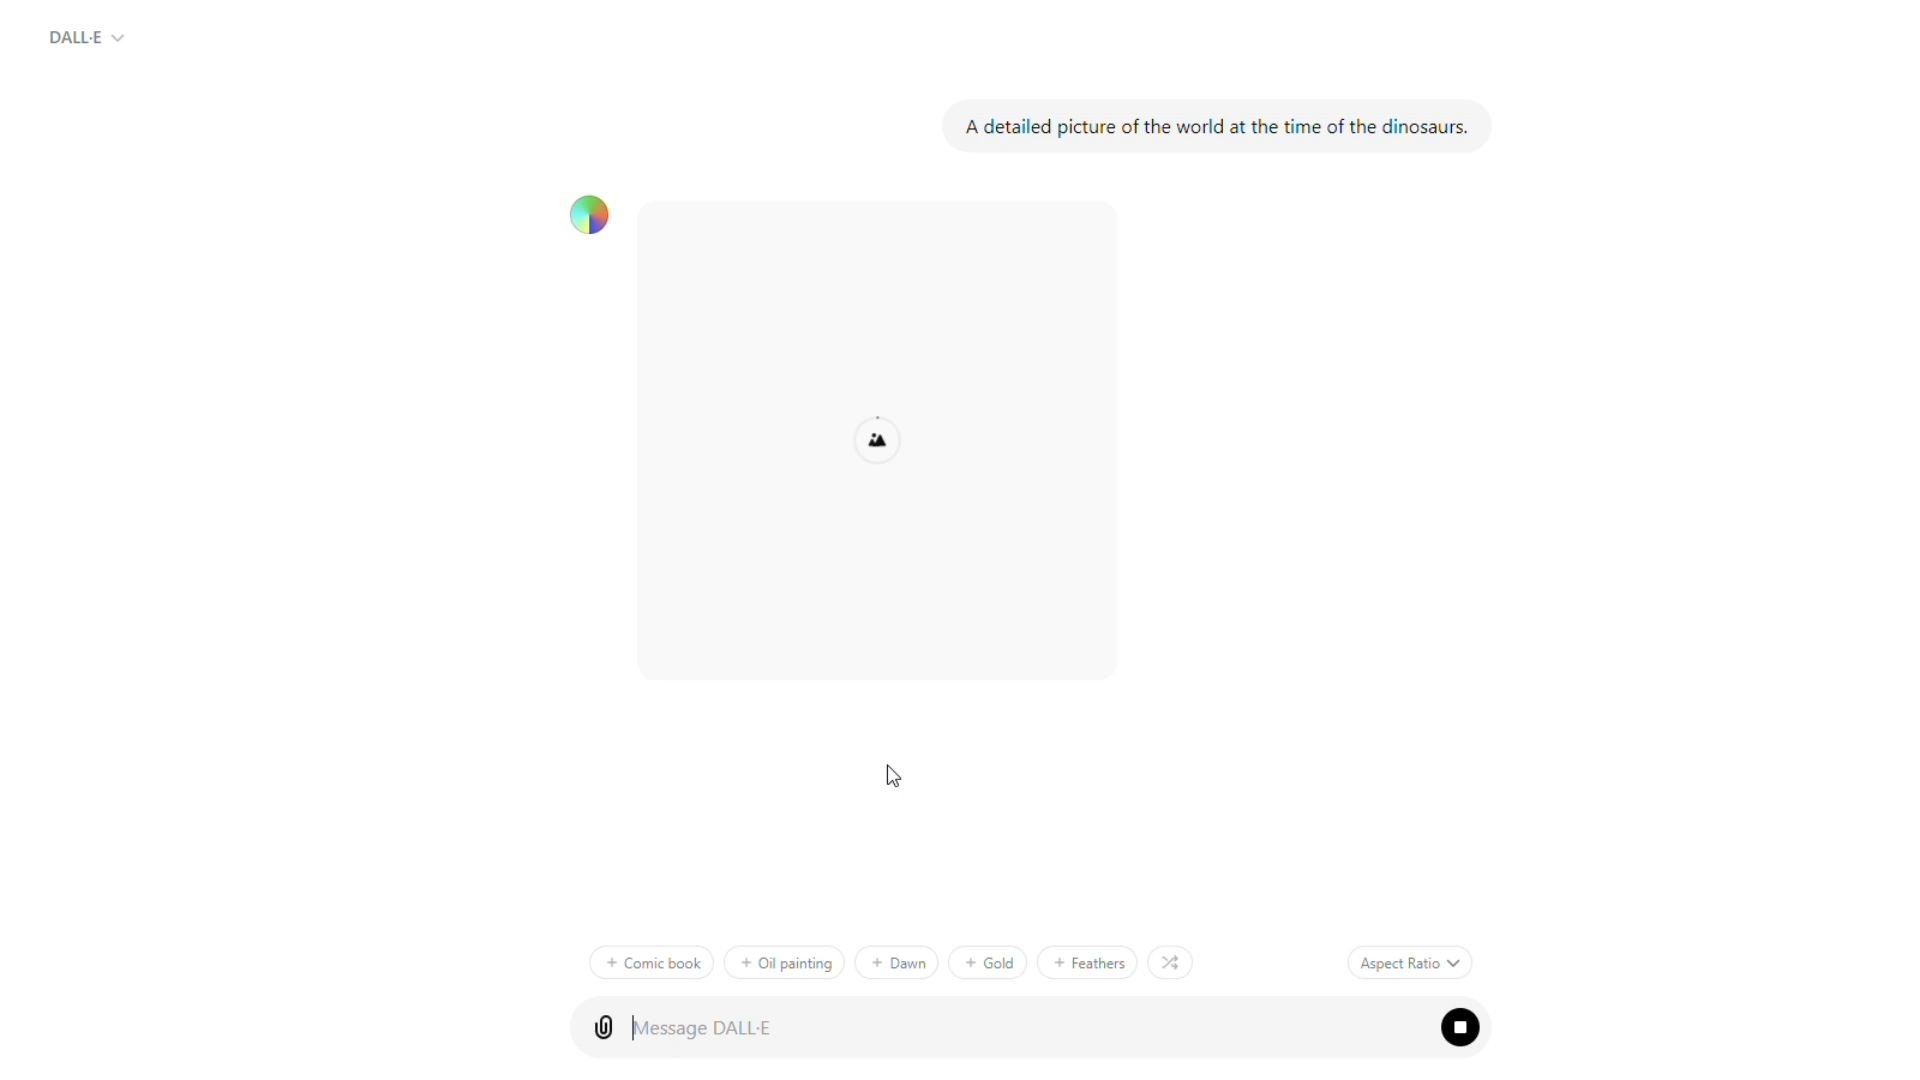 DALL·E
A detailed picture of the world at the time of the dinosaurs.
+ Comic book
+ Oil painting
+ Dawn
+ Gold
+ Feathers
Aspect Ratio
Message DALL·E